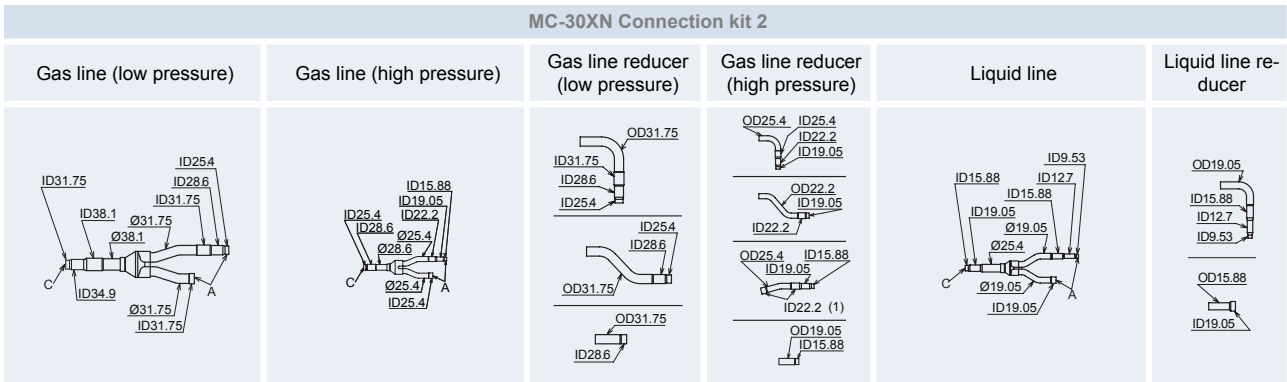 MC-30XN Connection kit 2
Gas line (low pressure)
Gas line (high pressure)
Gas line reducer
(low pressure)
Gas line reducer
(high pressure)
Liquid line
Liquid line re-
ducer
ID25.4
ID28.6
ID31.75
ID31.75
Ø31.75
ID38.1
Ø38.1
C
ID34.9
A
Ø31.75
ID31.75
ID15.88
ID19.05
ID22.2
ID25.4
ID28.6
Ø25.4
Ø28.6
C
A
Ø25.4
ID25.4
OD31.75
ID31.75
ID28.6
ID25.4
ID25.4
ID28.6
OD31.75
OD31.75
ID28.6
OD25.4
ID25.4
ID22.2
ID19.05
OD22.2
ID19.05
ID22.2
OD25.4
ID15.88
ID19.05
ID22.2 (1)
OD19.05
ID15.88
ID9.53
ID12.7
ID15.88
ID15.88
ID19.05
Ø19.05
Ø25.4
C
A
Ø19.05
ID19.05
OD19.05
ID15.88
ID12.7
ID9.53
OD15.88
ID19.05